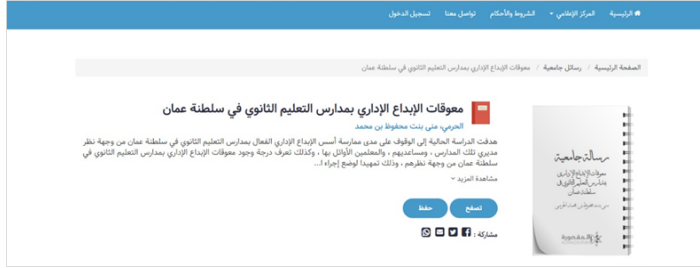 الرئيسية المركز الإعلامي الشروط والأحكام تواصل معنا تسجيل الدخول
الصفحة الرئيسية / رسائل جامعية / معوقات الإبداع الإداري بمدارس التعليم الثانوي في سلطنة عمان
معوقات الإبداع الإداري بمدارس التعليم الثانوي في سلطنة عمان
الحرمي، منى بنت محفوظ بن محمد
هدفت الدراسة الحالية إلى الوقوف على مدى ممارسة أسس الإبداع الإداري الفعال بمدارس التعليم الثانوي في سلطنة عمان من وجهة نظر
مديري تلك المدارس ، ومساعديهم ، والمعلمين الأوائل بها ، وكذلك تعرف درجة وجود معوقات الإبداع الإداري بمدارس التعليم الثانوي في
سلطنة عمان من وجهة نظرهم ، وذلك تمهيدا لوضع إجراء ا...
مشاهدة المزيد
تصفح حفظ
مشاركة :
رسالة جامعية
معوقات الإبداع الإداري
بمدارس التعليم الثانوي في
سلطنة عمان